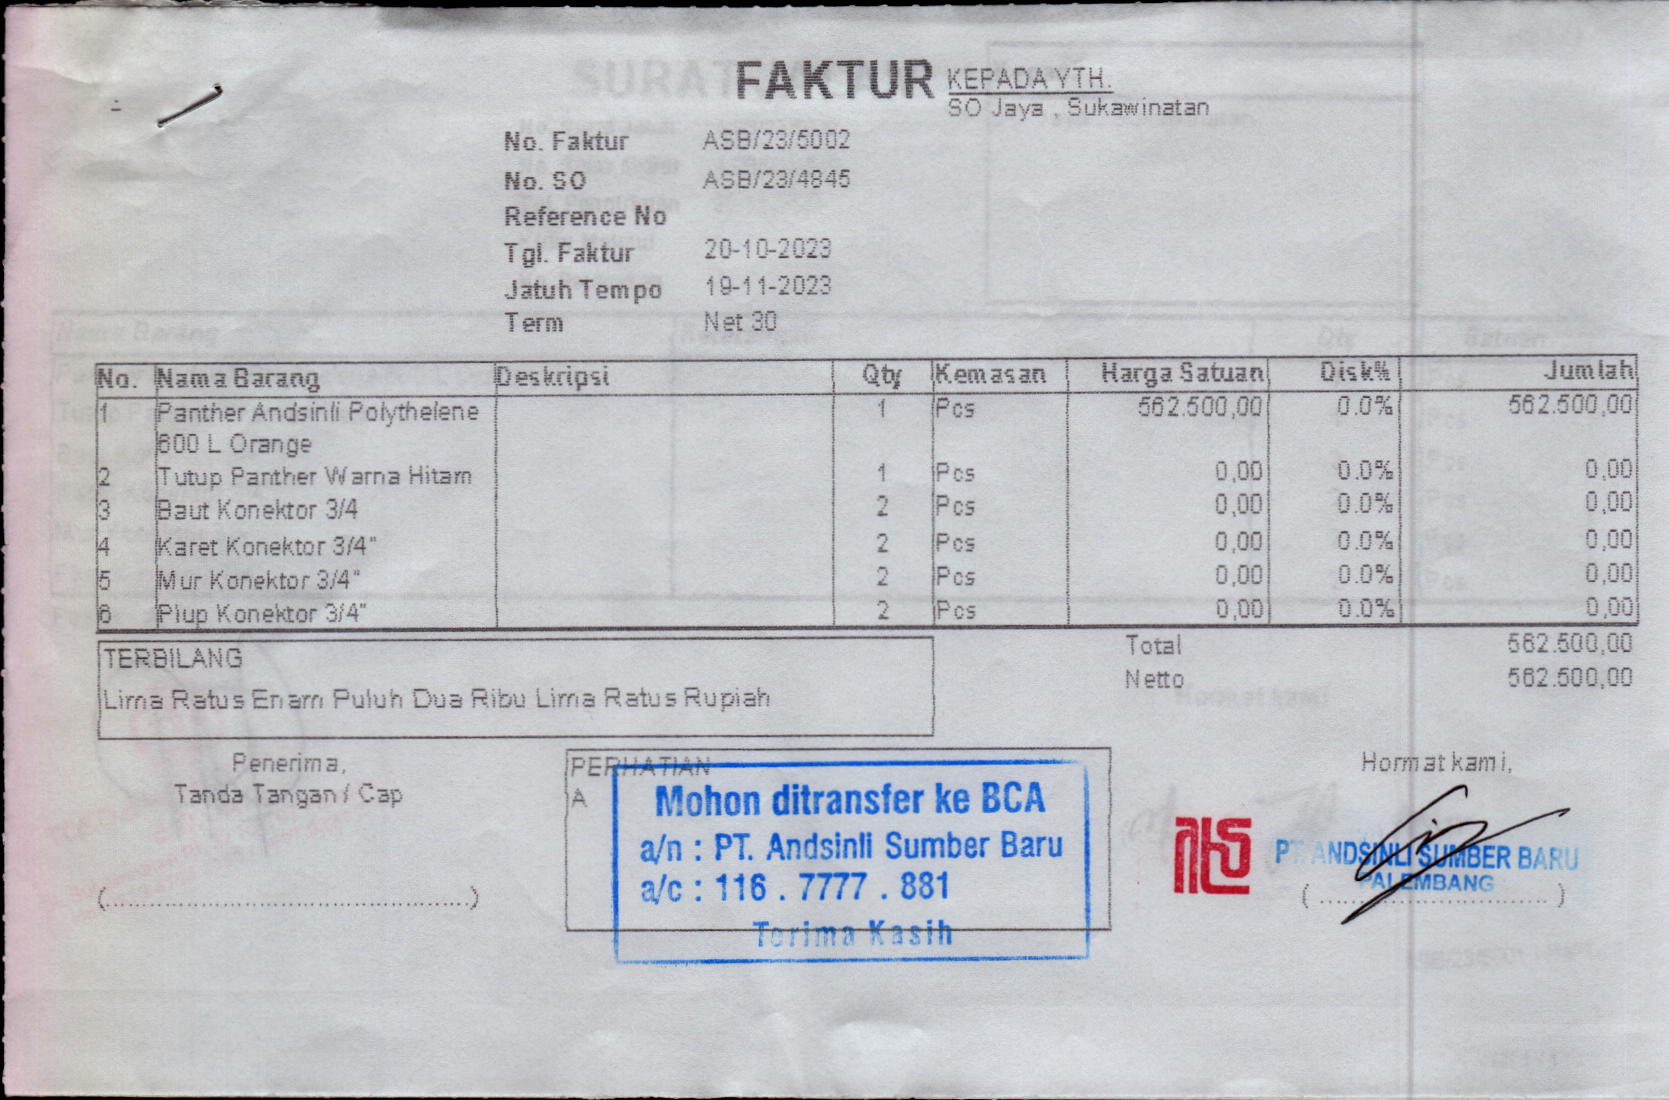 FAKTUR
KEPADA YTH.
SO Jaya , Sukawinatan
No. Faktur ASB/23/5002
No. SO ASB/23/4845
Reference No
Tgl. Faktur 20-10-2023
Jatuh Tempo 19-11-2023
Term Net 30
No. Nama Barang Deskripsi Qty Kemasan Harga Satuan Disk% Jumlah
1 Panther Andsinli Polythelene 1 Pcs 562.500,00 0.0% 562.500,00
600 L Orange
2 Tutup Panther Warna Hitam 1 Pcs 0,00 0.0% 0,00
3 Baut Konektor 3/4 2 Pcs 0,00 0.0% 0,00
4 Karet Konektor 3/4" 2 Pcs 0,00 0.0% 0,00
5 Mur Konektor 3/4" 2 Pcs 0,00 0.0% 0,00
6 Plup Konektor 3/4" 2 Pcs 0,00 0.0% 0,00
Total 562.500,00
Netto 562.500,00
TERBILANG
Lima Ratus Enam Puluh Dua Ribu Lima Ratus Rupiah
Penerima,
Tanda Tangan / Cap
(..........................................)
PERHATIAN
A
Mohon ditransfer ke BCA
a/n : PT. Andsinli Sumber Baru
a/c : 116 . 7777 . 881
Terima Kasih
Hormat kami,
PT. ANDSINLI SUMBER BARU
PALEMBANG
(..........................)